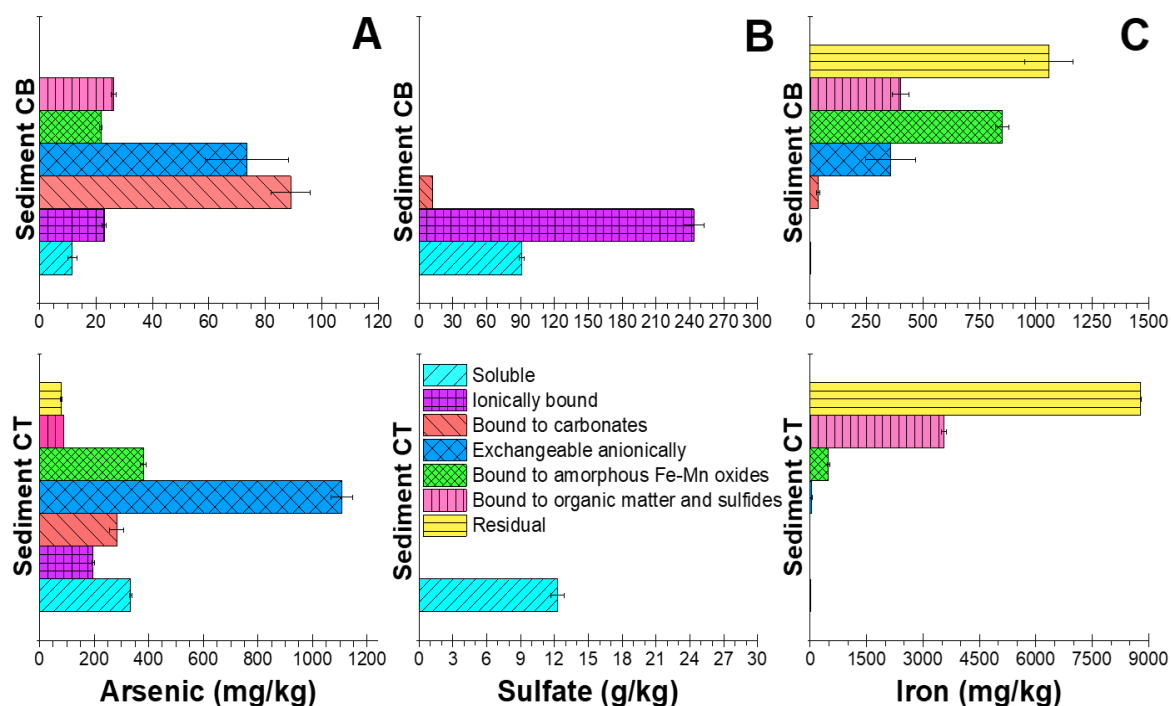 A
B
C
Sediment CB
Sediment CB
Sediment CB
0 20 40 60 80 100 120
0 30 60 90 120 150 180 210 240 270 300
0 250 500 750 1000 1250 1500
Sediment CT
Sediment CT
Sediment CT
Soluble
Ionically bound
Bound to carbonates
Exchangeable anionically
Bound to amorphous Fe-Mn oxides
Bound to organic matter and sulfides
Residual
0 200 400 600 800 1000 1200
0 3 6 9 12 15 18 21 24 27 30
0 1500 3000 4500 6000 7500 9000
Arsenic (mg/kg)
Sulfate (g/kg)
Iron (mg/kg)